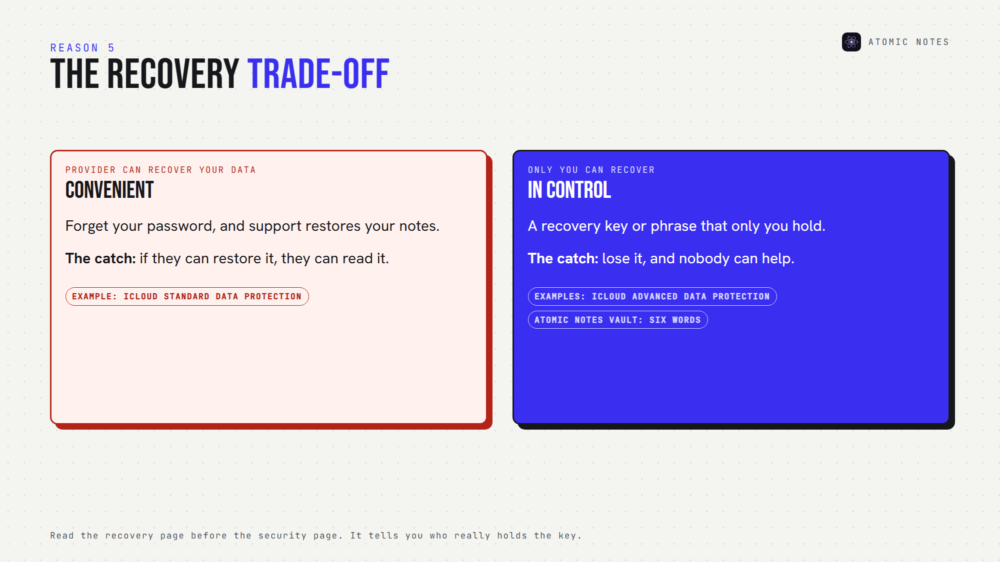 REASON 5
THE RECOVERY TRADE-OFF
ATOMIC NOTES
PROVIDER CAN RECOVER YOUR DATA
CONVENIENT
Forget your password, and support restores your notes.
The catch: if they can restore it, they can read it.
EXAMPLE: ICLOUD STANDARD DATA PROTECTION
ONLY YOU CAN RECOVER
IN CONTROL
A recovery key or phrase that only you hold.
The catch: lose it, and nobody can help.
EXAMPLES: ICLOUD ADVANCED DATA PROTECTION
ATOMIC NOTES VAULT: SIX WORDS
Read the recovery page before the security page. It tells you who really holds the key.